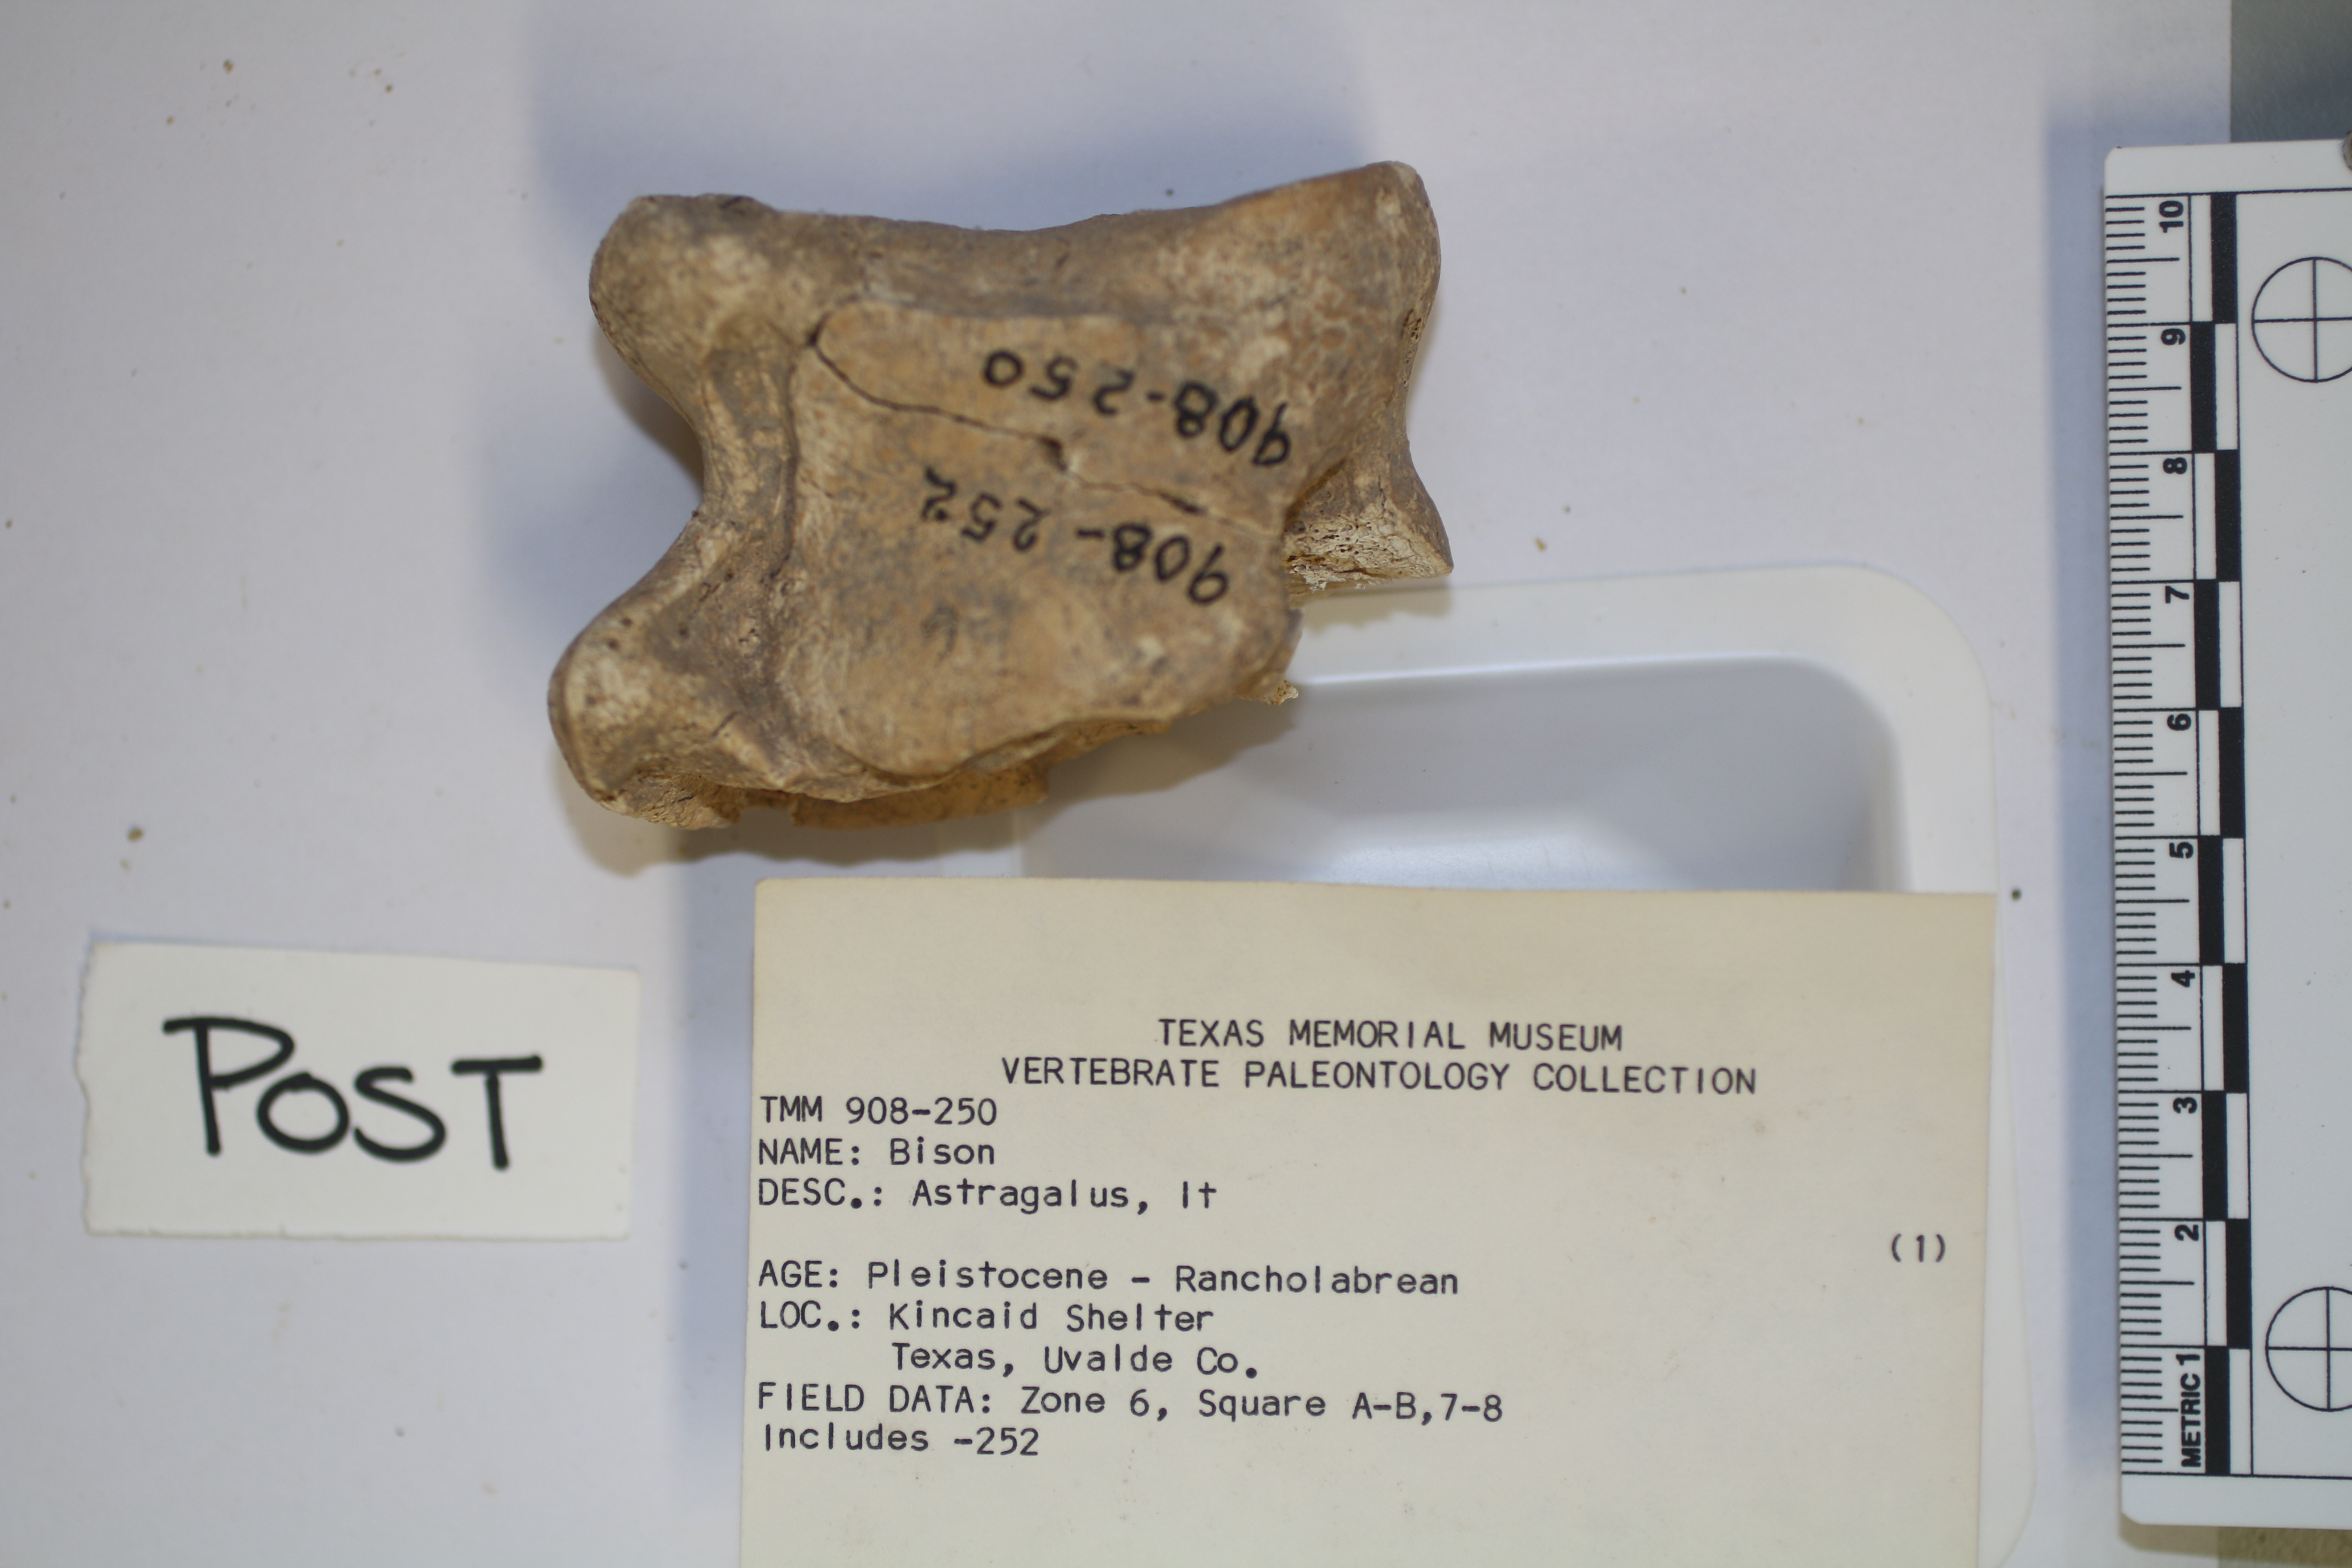 908-250
908-252
10
9
8
7
6
5
4
3
2
METRIC 1
POST
TEXAS MEMORIAL MUSEUM
VERTEBRATE PALEONTOLOGY COLLECTION
TMM 908-250
NAME: Bison
DESC.: Astragalus, lt
(1)
AGE: Pleistocene - Rancholabrean
LOC.: Kincaid Shelter
Texas, Uvalde Co.
FIELD DATA: Zone 6, Square A-B,7-8
Includes -252